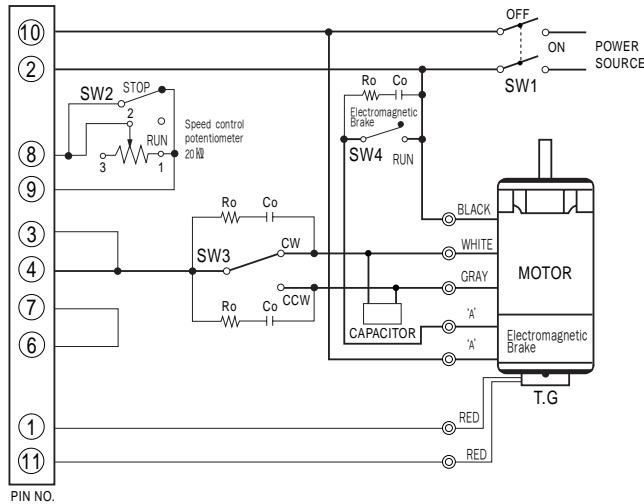 10
OFF
ON
POWER
SOURCE
2
SW1
Ro Co
SW2 STOP
Electromagnetic
Brake
2
RUN
Speed control
potentiometer
20㏀
SW4 RUN
8
3 1
9
BLACK
Ro Co
3
WHITE
CW
SW3
4
GRAY
MOTOR
CCW
7
Ro Co
CAPACITOR
'A'
Electromagnetic
Brake
6
'A'
T.G
RED
1
RED
11
PIN NO.